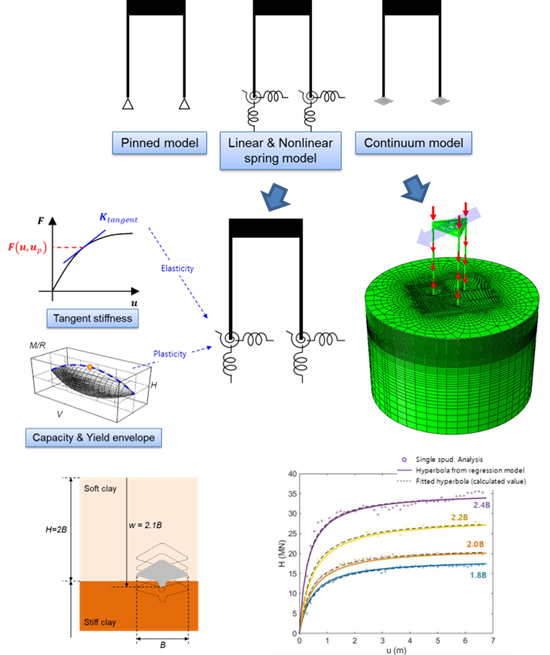 Pinned model
Linear & Nonlinear
spring model
Continuum model
F
K_tangent
F(u, u_p)
u
Tangent stiffness
Elasticity
Plasticity
M/R
H
V
Capacity & Yield envelope
Soft clay
H=2B
w = 2.1B
Stiff clay
B
Single spud. Analysis
Hyperbola from regression model
Fitted hyperbola (calculated value)
40
35
30
25
20
15
10
5
0
H (MN)
2.4B
2.2B
2.0B
1.8B
0
1
2
3
4
5
6
7
u (m)